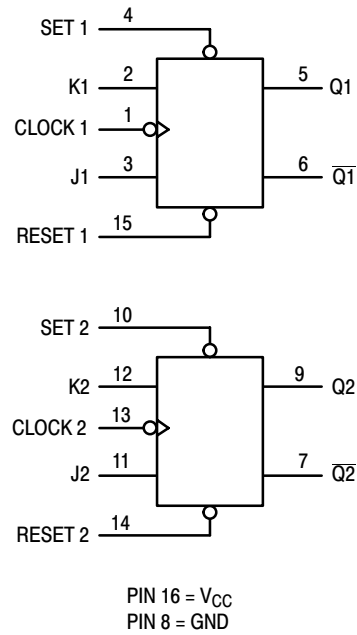 SET 1 4
K1 2 5 Q1
CLOCK 1 1
J1 3 6 Q1
RESET 1 15
SET 2 10
K2 12 9 Q2
CLOCK 2 13
J2 11 7 Q2
RESET 2 14
PIN 16 = VCC
PIN 8 = GND